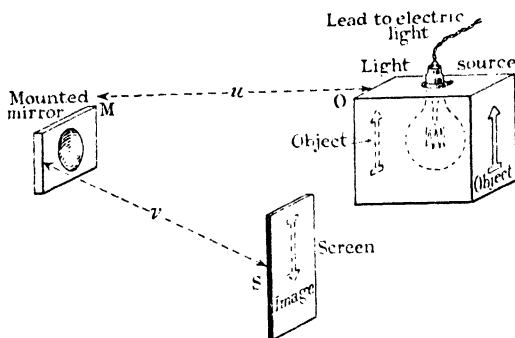 Lead to electric
light
Light source
Mounted
mirror
M
u
O
Object
Object
v
Screen
S
Image